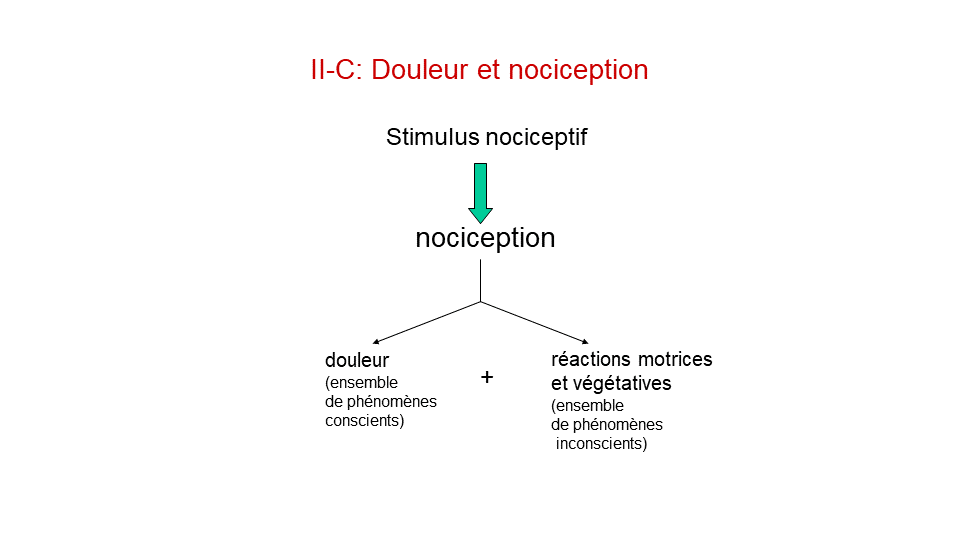 II-C: Douleur et nociception
Stimulus nociceptif
nociception
douleur
(ensemble
de phénomènes
conscients)
+
réactions motrices
et végétatives
(ensemble
de phénomènes
inconscients)